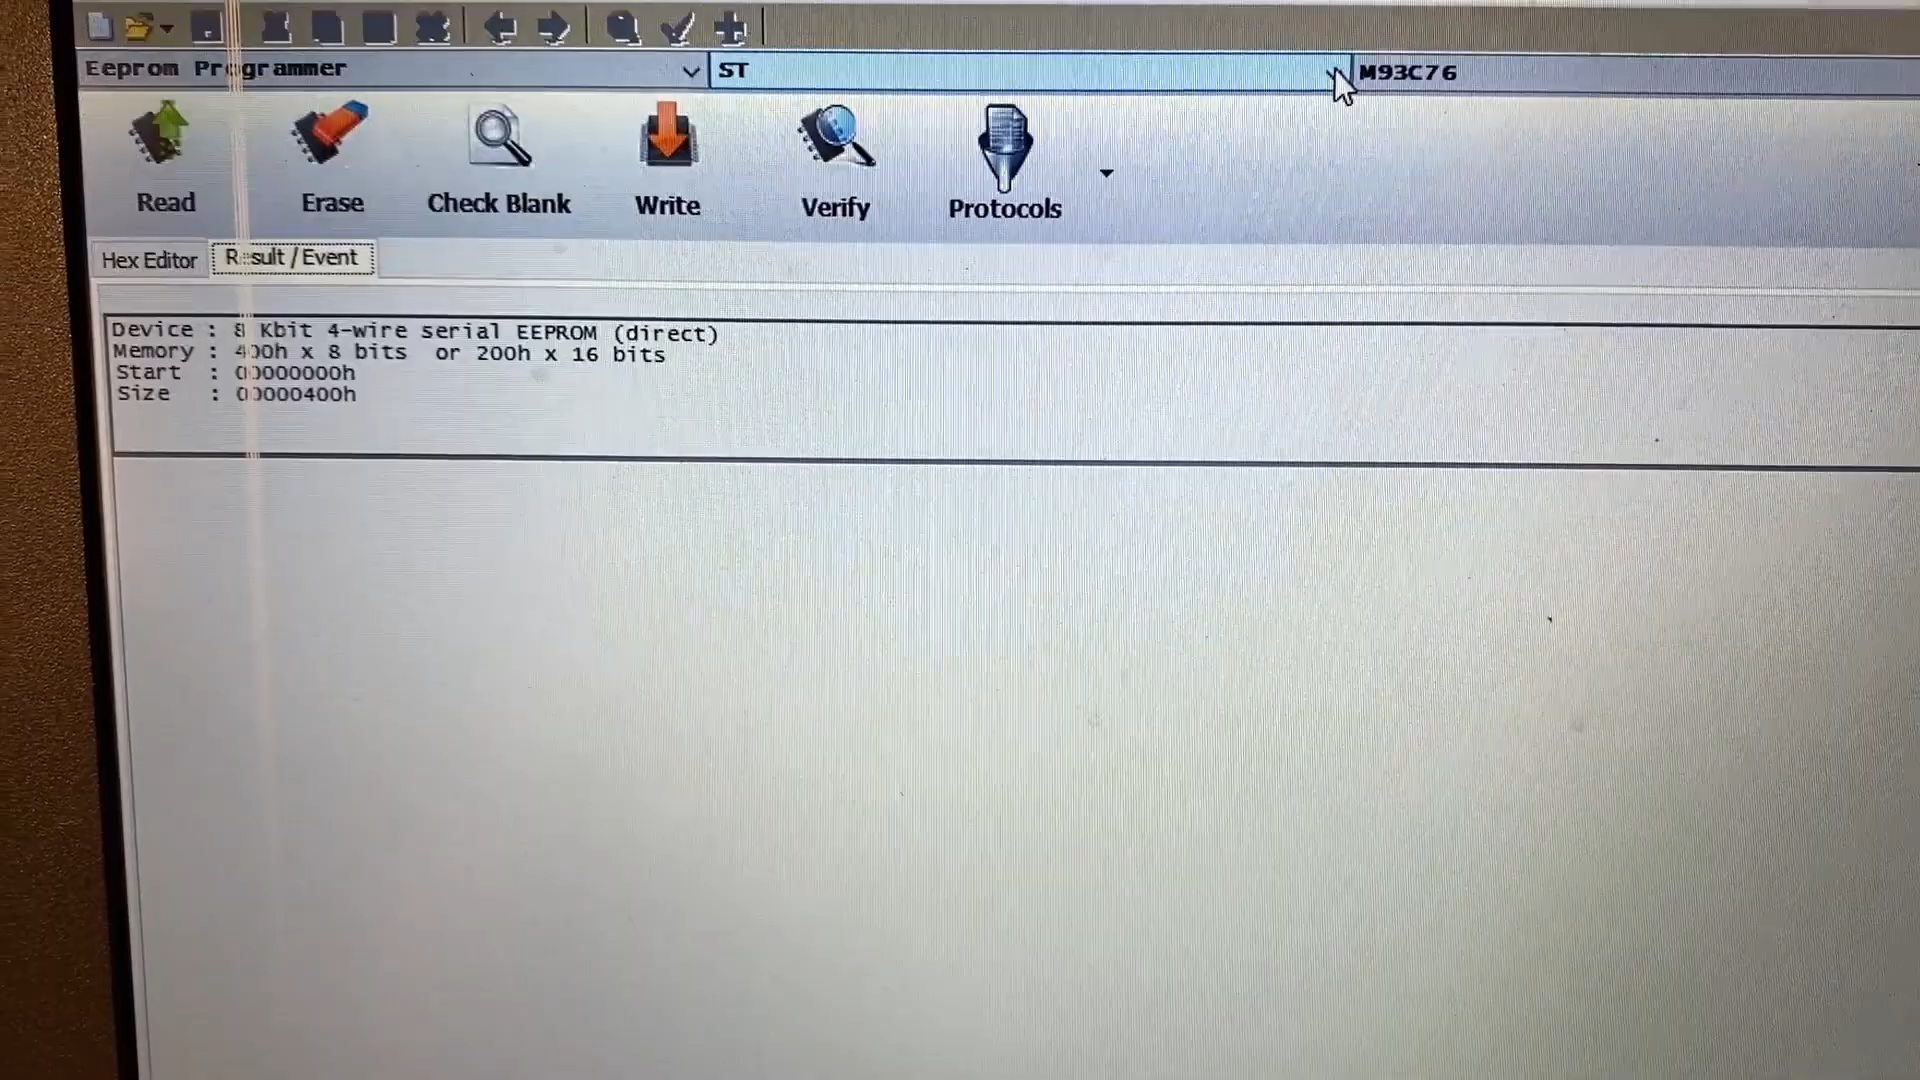 Eeprom Programmer
ST
M93C76
Read
Erase
Check Blank
Write
Verify
Protocols
Hex Editor
Result / Event
Device : 8 Kbit 4-wire serial EEPROM (direct)
Memory : 400h x 8 bits or 200h x 16 bits
Start : 00000000h
Size : 00000400h